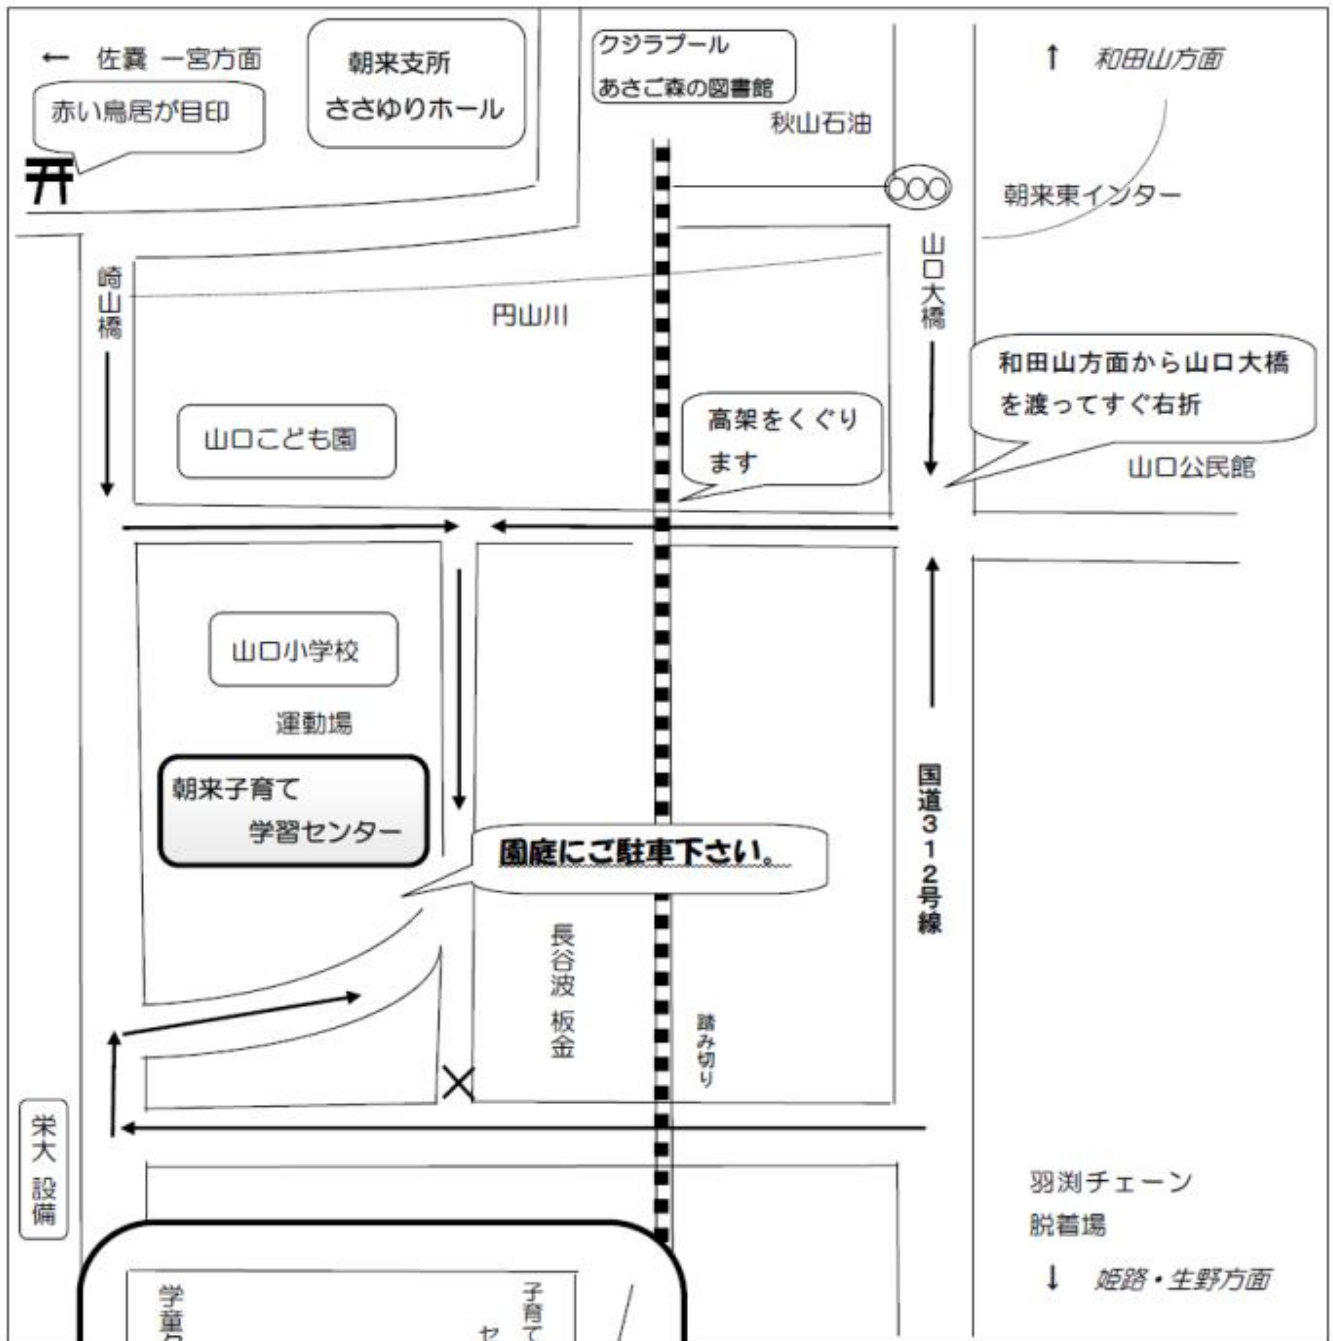 ← 佐嚢 一宮方面
朝来支所
ささゆりホール
クジラプール
あさご森の図書館
↑ 和田山方面
赤い鳥居が目印
秋山石油
朝来東インター
崎山橋
円山川
山口大橋
和田山方面から山口大橋
を渡ってすぐ右折
山口こども園
高架をくぐり
ます
山口公民館
山口小学校
運動場
朝来子育て
学習センター
園庭にご駐車下さい。
国道312号線
長谷波 板金
踏み切り
栄大 設備
羽渕チェーン
脱着場
↓ 姫路・生野方面
学童ク
セ
子育て